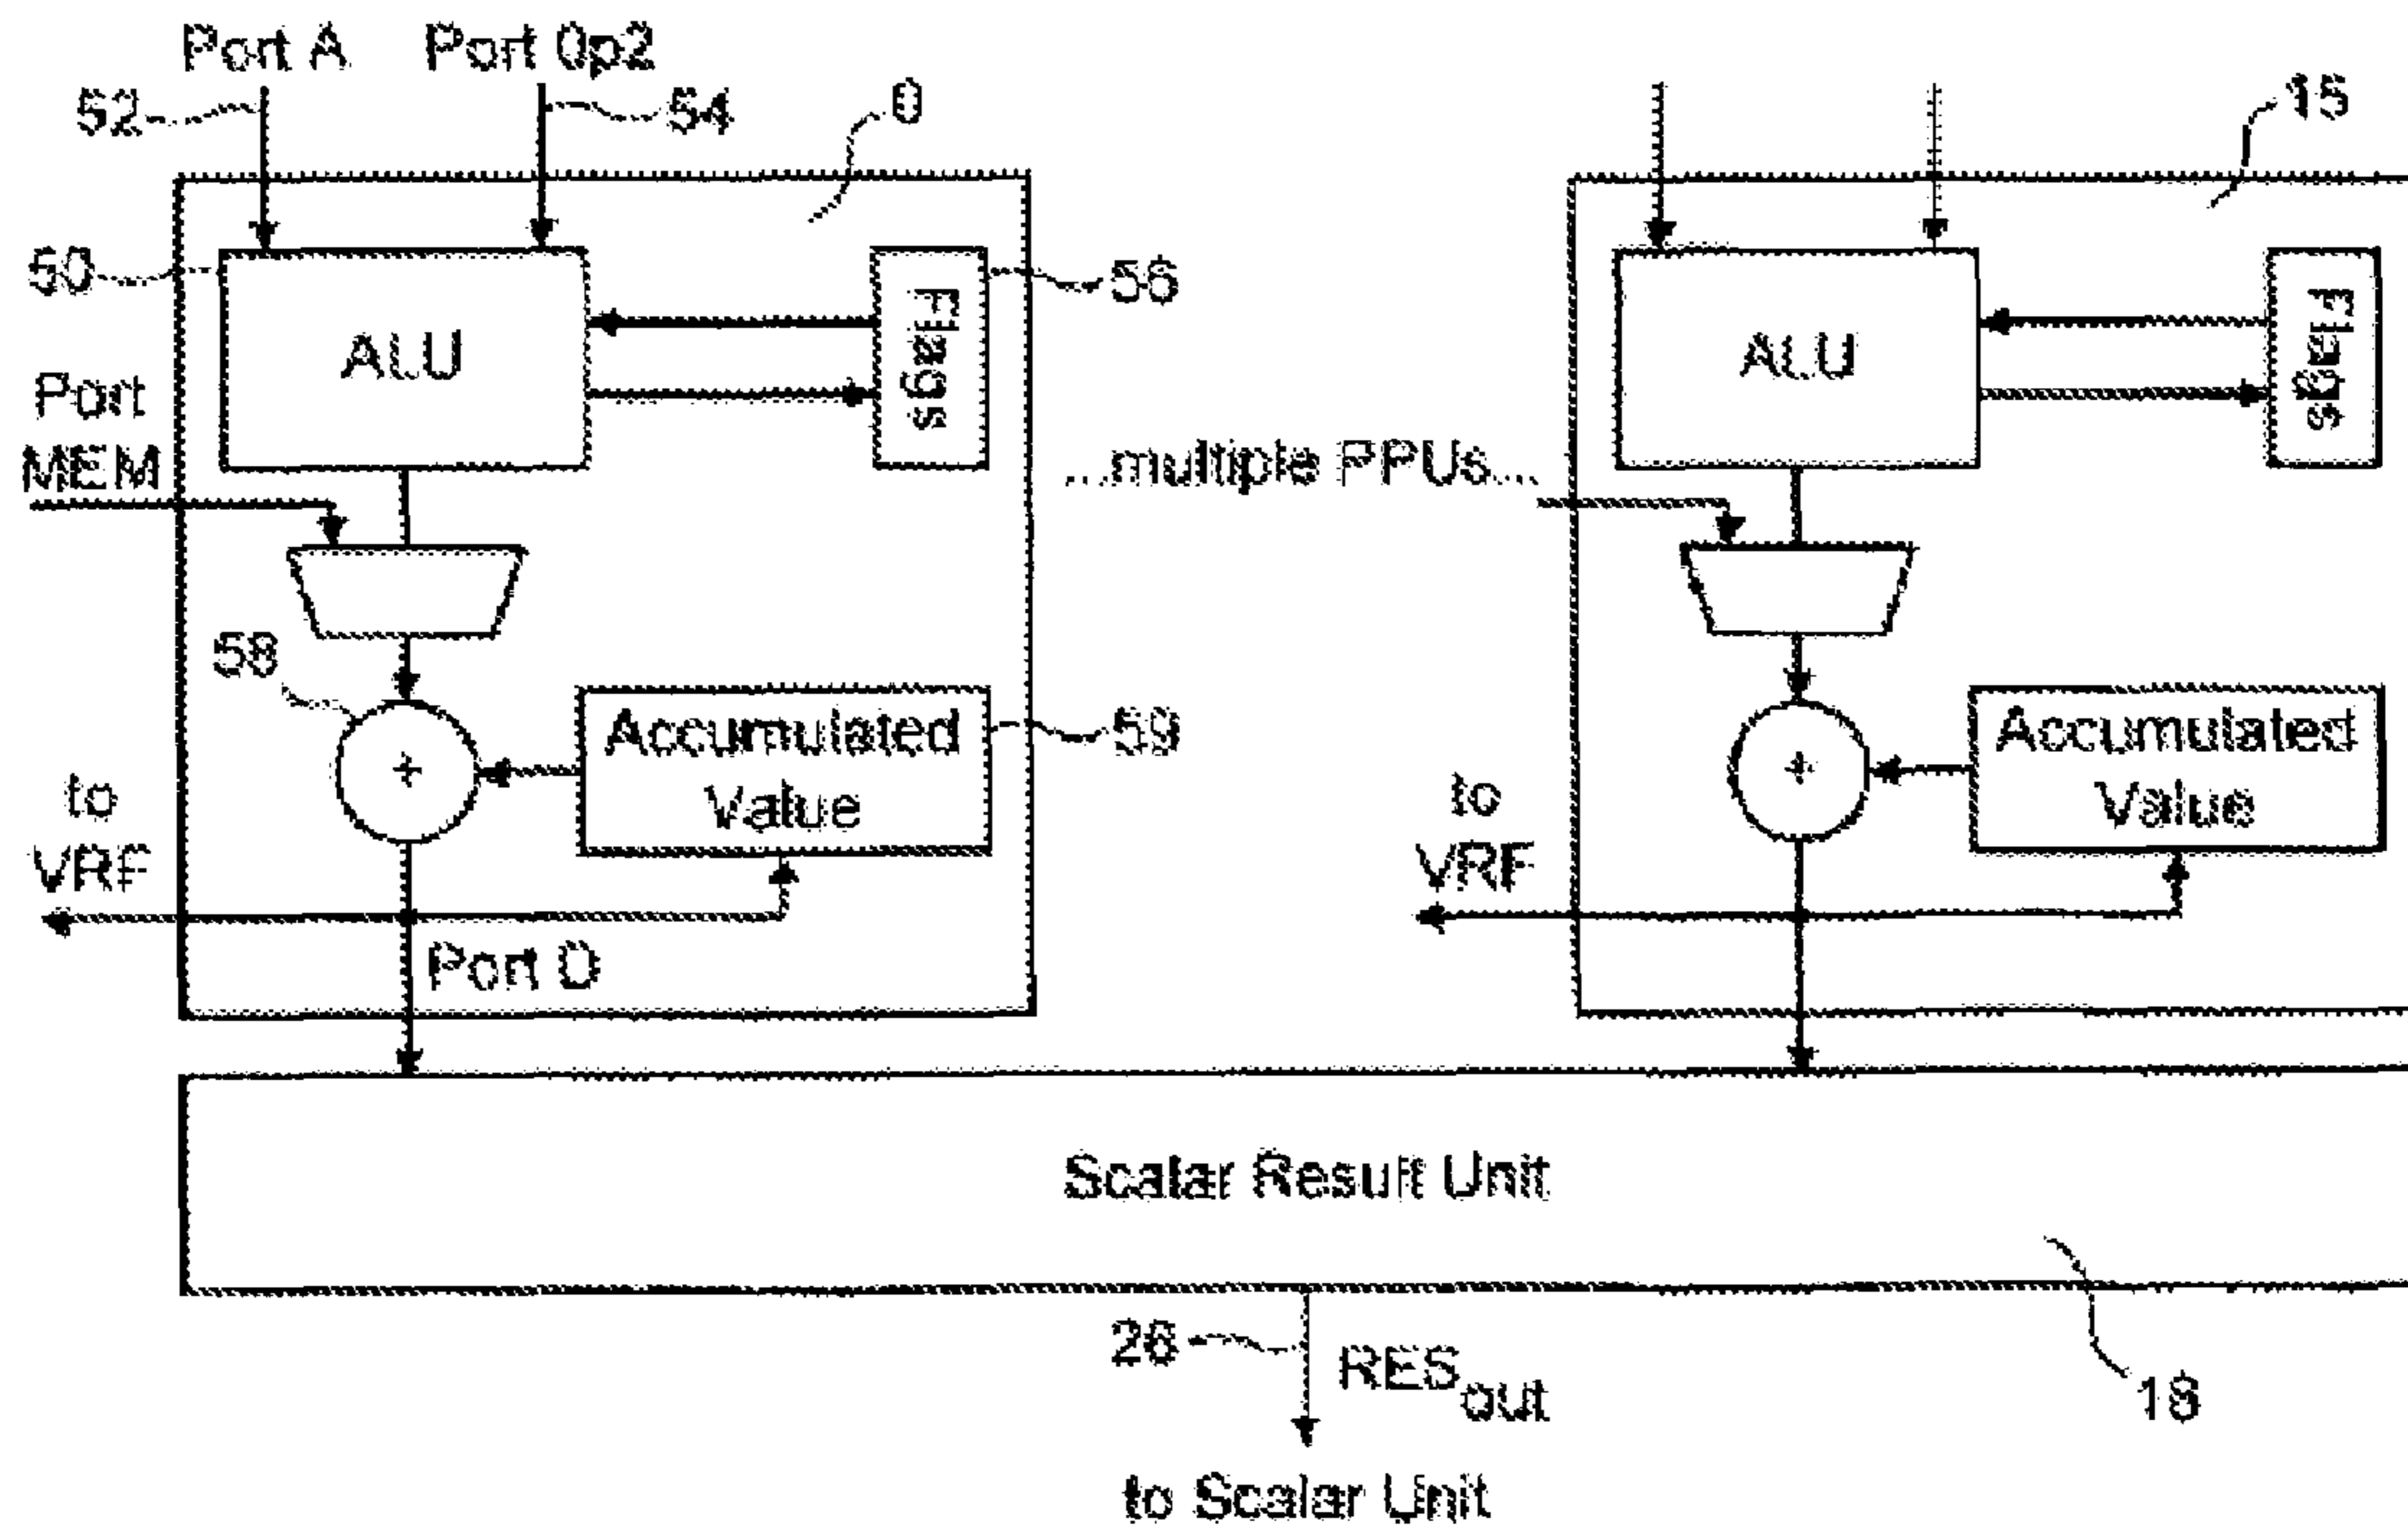 Port A
Port 0p2
52
54
0
15
50
ALU
Flags
56
ALU
Flags
Port
MEM
...multiple PPUs...
58
Accumulated
Value
59
Accumulated
Value
to
VRF
to
VRF
Port D
Scalar Result Unit
26
RESout
18
to Scalar Unit